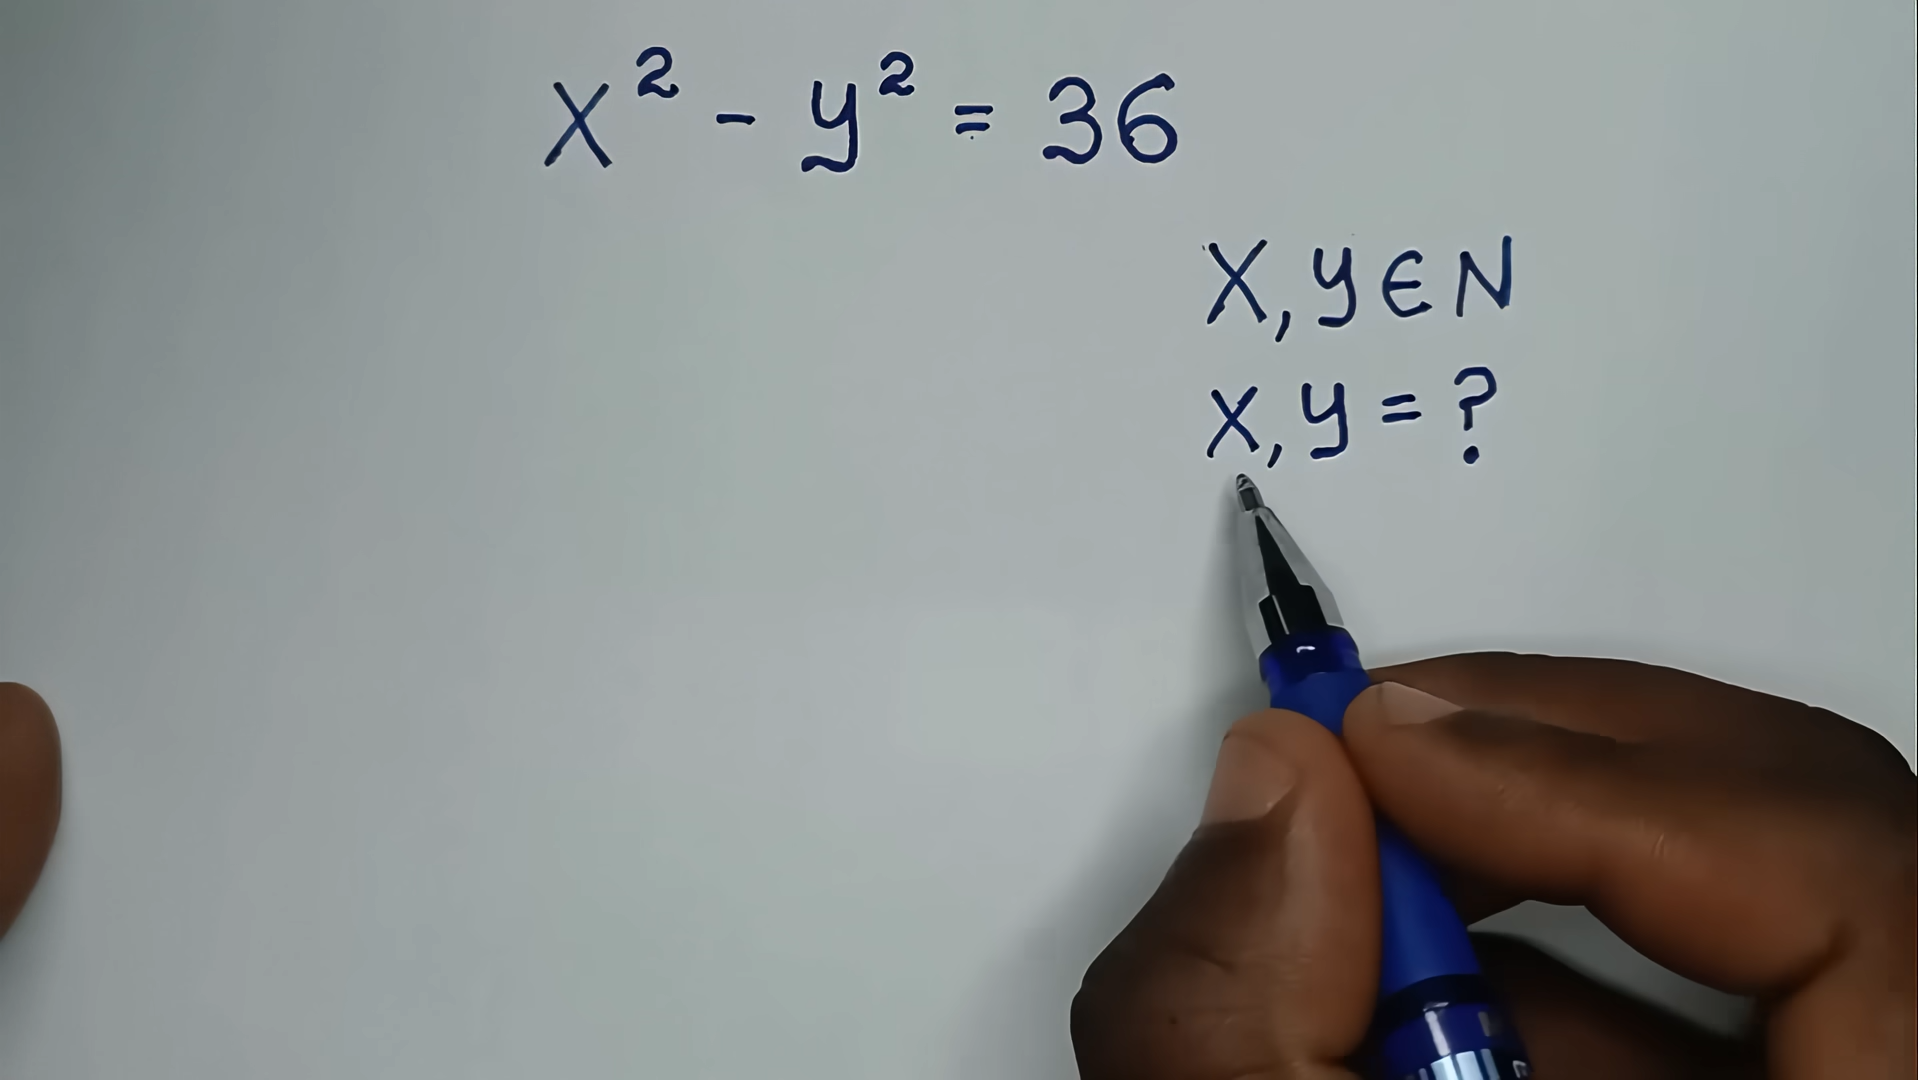 x² - y² = 36
x, y ∈ N
x, y = ?